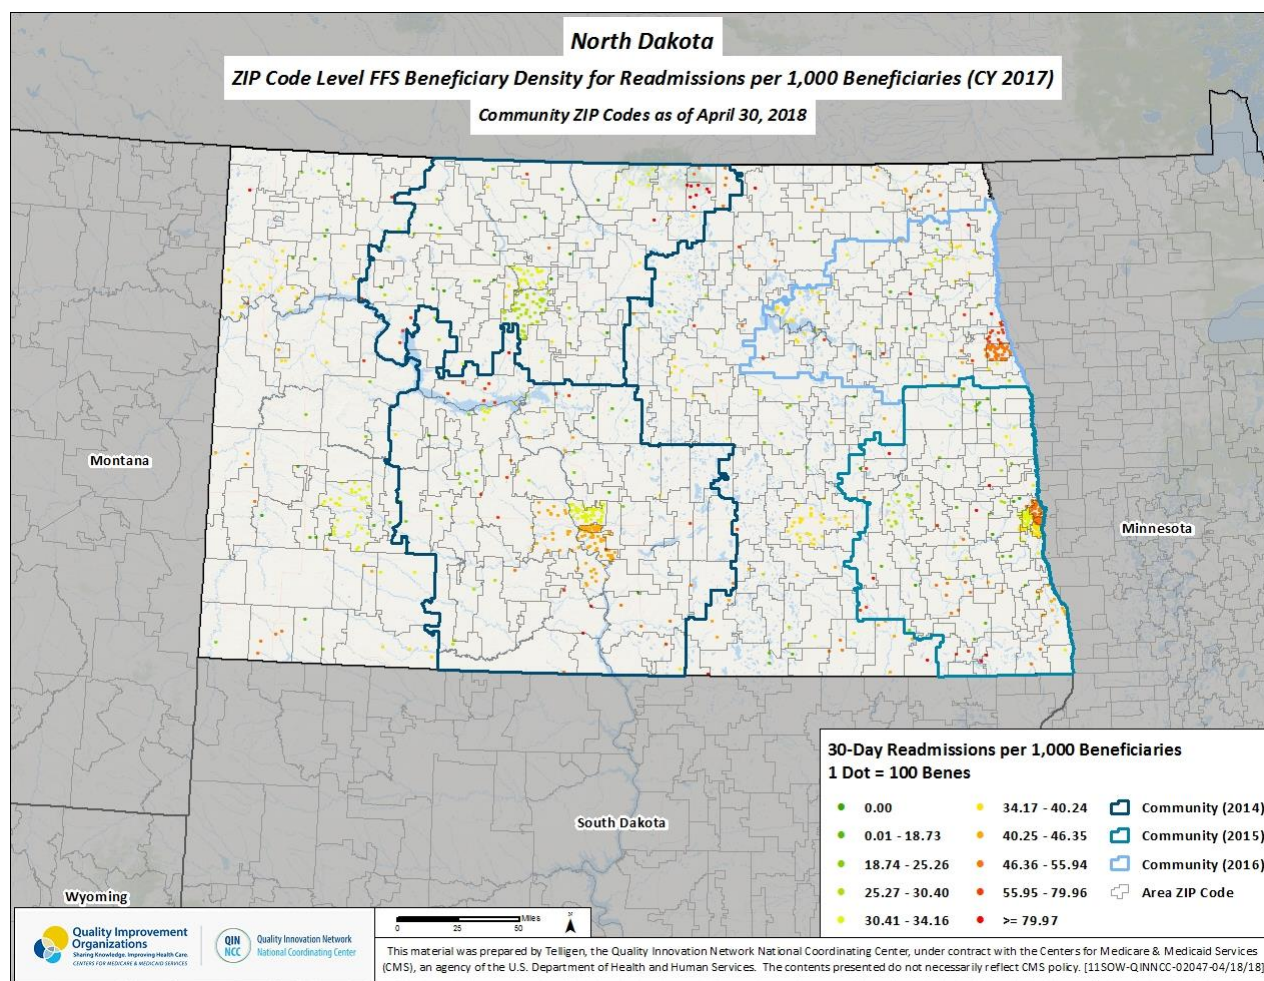 North Dakota
ZIP Code Level FFS Beneficiary Density for Readmissions per 1,000 Beneficiaries (CY 2017)
Community ZIP Codes as of April 30, 2018
Montana
Minnesota
South Dakota
Wyoming
30-Day Readmissions per 1,000 Beneficiaries
1 Dot = 100 Benes
0.00
0.01 - 18.73
18.74 - 25.26
25.27 - 30.40
30.41 - 34.16
34.17 - 40.24
40.25 - 46.35
46.36 - 55.94
55.95 - 79.96
>= 79.97
Community (2014)
Community (2015)
Community (2016)
Area ZIP Code
Quality Improvement
Organizations
Sharing Knowledge. Improving Health Care.
CENTERS FOR MEDICARE & MEDICAID SERVICES
QIN
NCC
Quality Innovation Network
National Coordinating Center
Miles
0 25 50
This material was prepared by Telligen, the Quality Innovation Network National Coordinating Center, under contract with the Centers for Medicare & Medicaid Services
(CMS), an agency of the U.S. Department of Health and Human Services. The contents presented do not necessarily reflect CMS policy. [11SOW-QINNCC-02047-04/18/18]